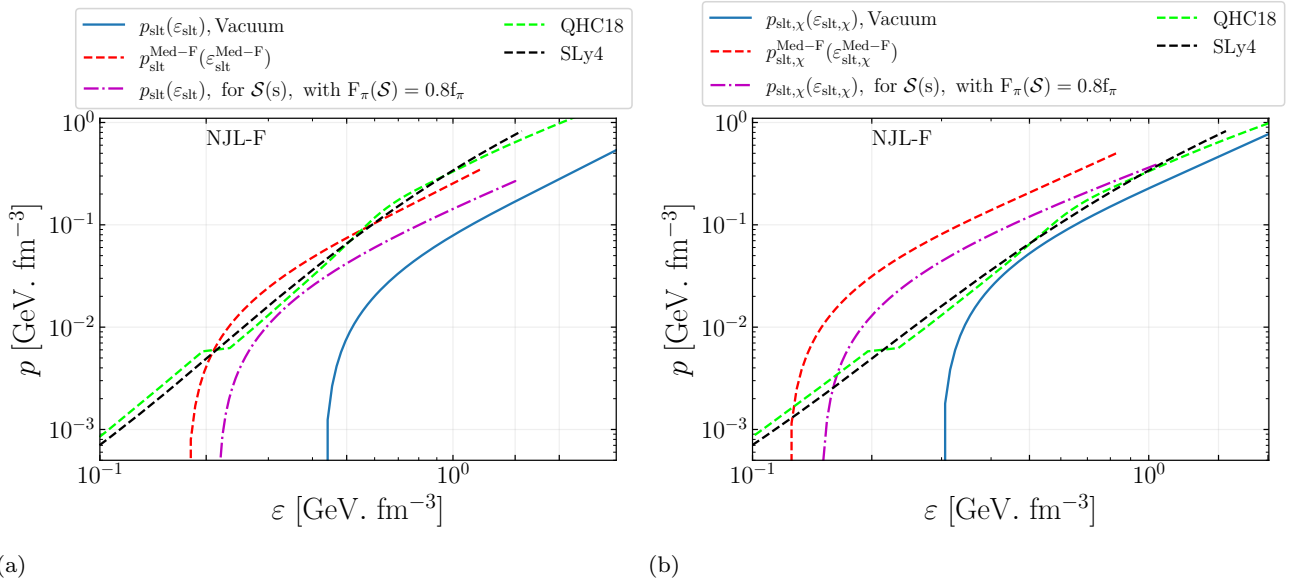 p_slt(ε_slt), Vacuum
p_slt^Med−F(ε_slt^Med−F)
p_slt(ε_slt), for 𝒮(s), with F_π(𝒮) = 0.8f_π
QHC18
SLy4
NJL-F
10^0
10^−1
10^−2
10^−3
p [GeV. fm^−3]
10^−1
10^0
ε [GeV. fm^−3]
(a)
p_slt,χ(ε_slt,χ), Vacuum
p_slt,χ^Med−F(ε_slt,χ^Med−F)
p_slt,χ(ε_slt,χ), for 𝒮(s), with F_π(𝒮) = 0.8f_π
QHC18
SLy4
NJL-F
10^0
10^−1
10^−2
10^−3
p [GeV. fm^−3]
10^−1
10^0
ε [GeV. fm^−3]
(b)